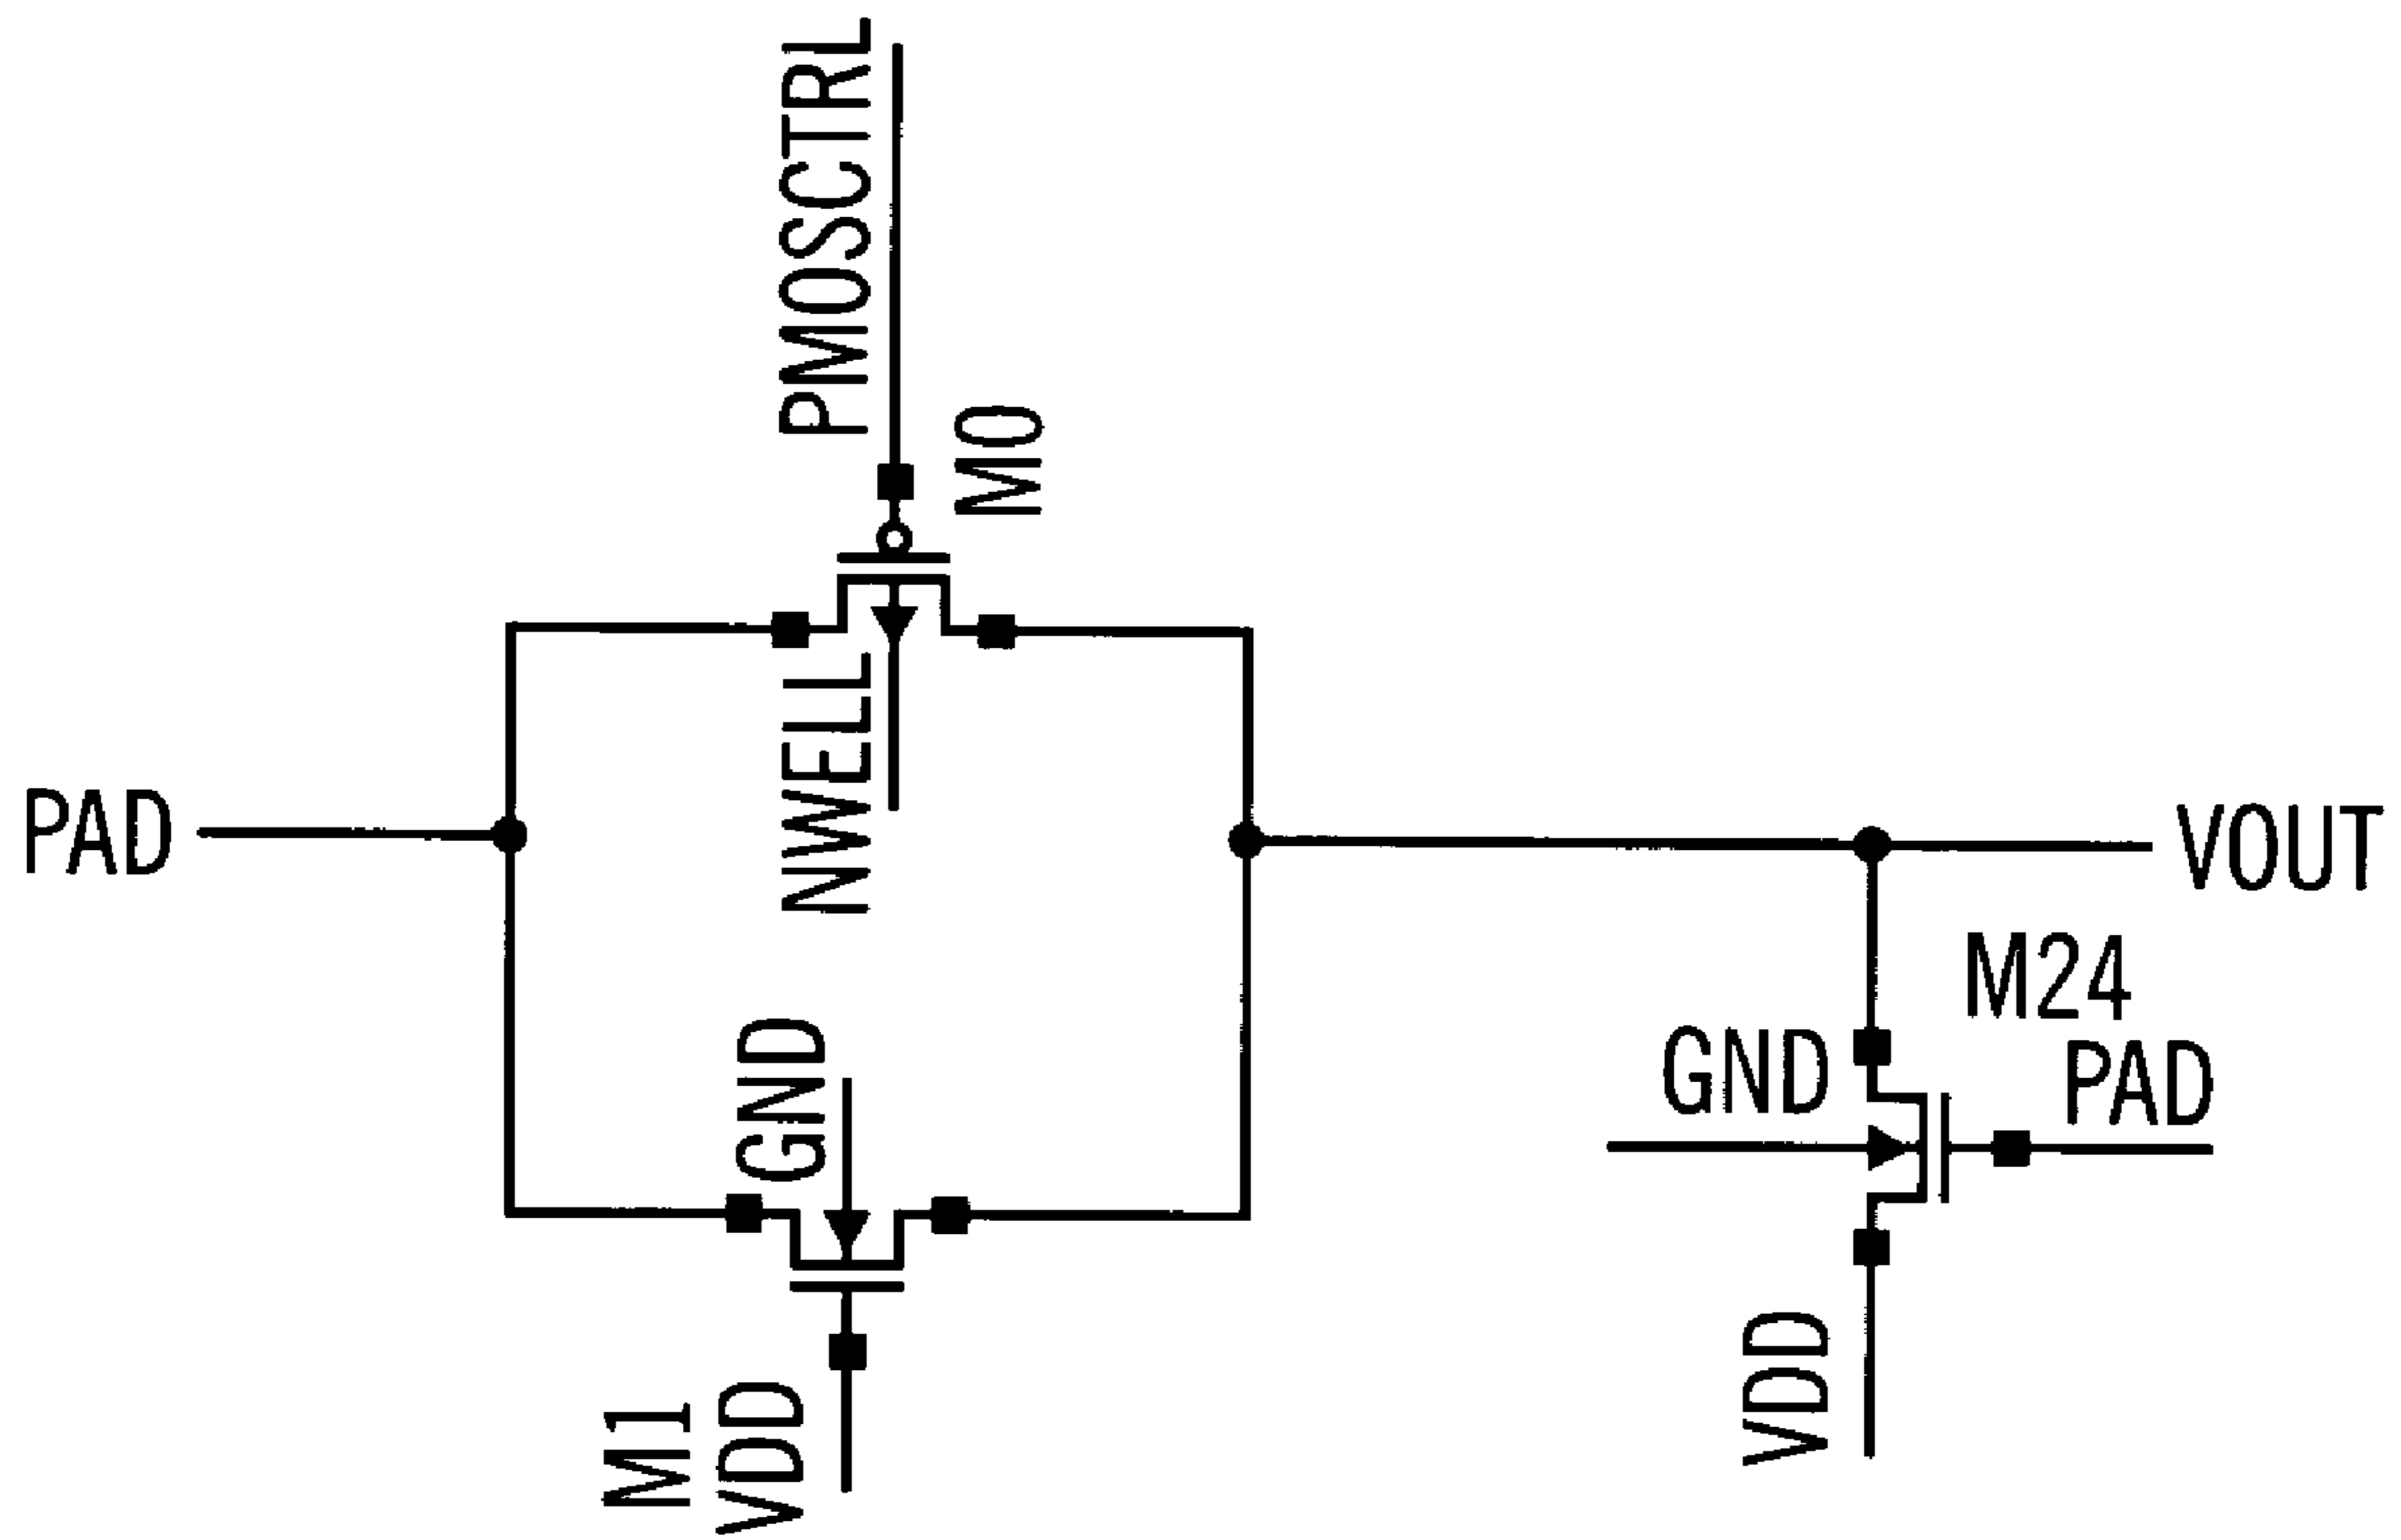 PMOSCTRL
M0
NWELL
PAD
VOUT
M24
GND
PAD
GND
VDD
M1
VDD